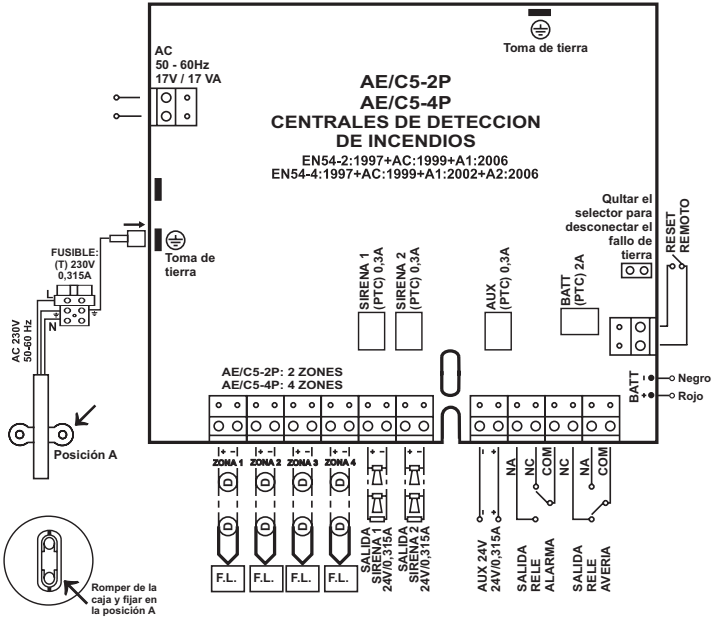 Toma de tierra
AC
50 - 60Hz
17V / 17 VA
AE/C5-2P
AE/C5-4P
CENTRALES DE DETECCION
DE INCENDIOS
EN54-2:1997+AC:1999+A1:2006
EN54-4:1997+AC:1999+A1:2002+A2:2006
Qultar el
selector para
desconectar el
fallo de
tierra
RESET
REMOTO
Toma de
tierra
FUSIBLE:
(T) 230V
0,315A
L
N
AC 230V
50-60 Hz
SIRENA 1
(PTC) 0,3A
SIRENA 2
(PTC) 0,3A
AUX
(PTC) 0,3A
BATT
(PTC) 2A
AE/C5-2P: 2 ZONES
AE/C5-4P: 4 ZONES
BATT
- Negro
+ Rojo
Posición A
+ - + - + - + - + - + -
ZONA 1 ZONA 2 ZONA 3 ZONA 4
F.L. F.L. F.L. F.L.
SALIDA
SIRENA 1
24V/0,315A
SALIDA
SIRENA 2
24V/0,315A
- +
- +
AUX 24V
24V/0,315A
NA
NC
COM
SALIDA
RELE
ALARMA
NC
NA
COM
SALIDA
RELE
AVERIA
Romper de la
caja y fijar en
la posición A